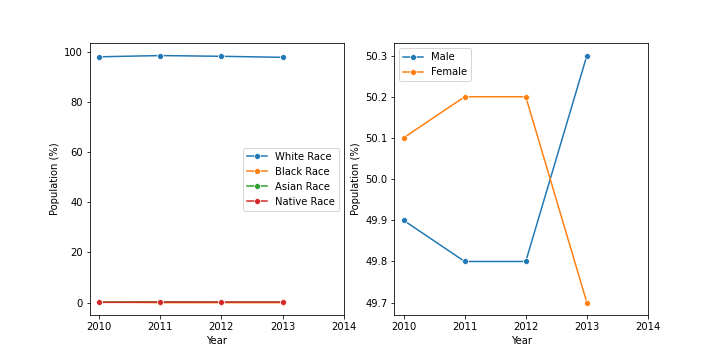 100
80
60
40
20
0
Population (%)
2010 2011 2012 2013 2014
Year
White Race
Black Race
Asian Race
Native Race
50.3
50.2
50.1
50.0
49.9
49.8
49.7
Population (%)
2010 2011 2012 2013 2014
Year
Male
Female